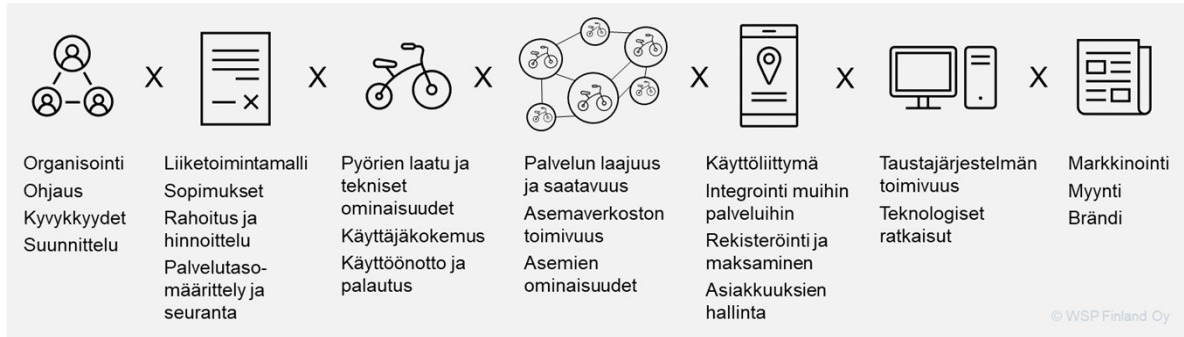 X X X X X X
Organisointi
Ohjaus
Kyvykkyydet
Suunnittelu
Liiketoimintamalli
Sopimukset
Rahoitus ja
hinnoittelu
Palvelutaso-
määrittely ja
seuranta
Pyörien laatu ja
tekniset
ominaisuudet
Käyttäjäkokemus
Käyttöönotto ja
palautus
Palvelun laajuus
ja saatavuus
Asemaverkoston
toimivuus
Asemien
ominaisuudet
Käyttöliittymä
Integrointi muihin
palveluihin
Rekisteröinti ja
maksaminen
Asiakkuuksien
hallinta
Taustajärjestelmän
toimivuus
Teknologiset
ratkaisut
Markkinointi
Myynti
Brändi
© WSP Finland Oy